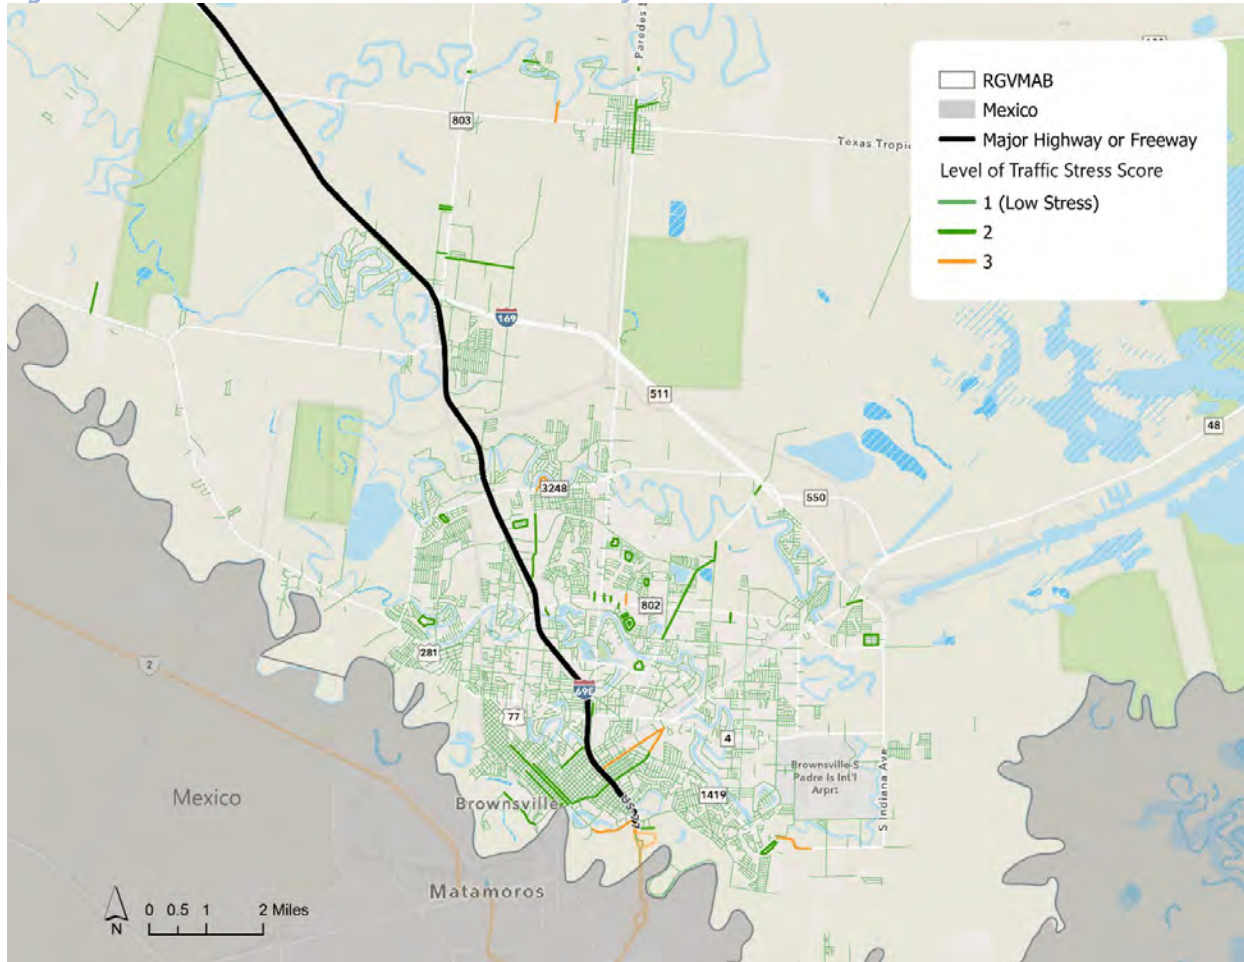 Paredes
803
Texas Tropic
RGVMAB
Mexico
Major Highway or Freeway
Level of Traffic Stress Score
1 (Low Stress)
2
3
169
511
48
3248
550
802
281
2
69E
77
4
Brownsville-S
Padre Is Int'l
Arprt
S Indiana Ave
Mexico
Brownsville
1419
Matamoros
N
0 0.5 1 2 Miles